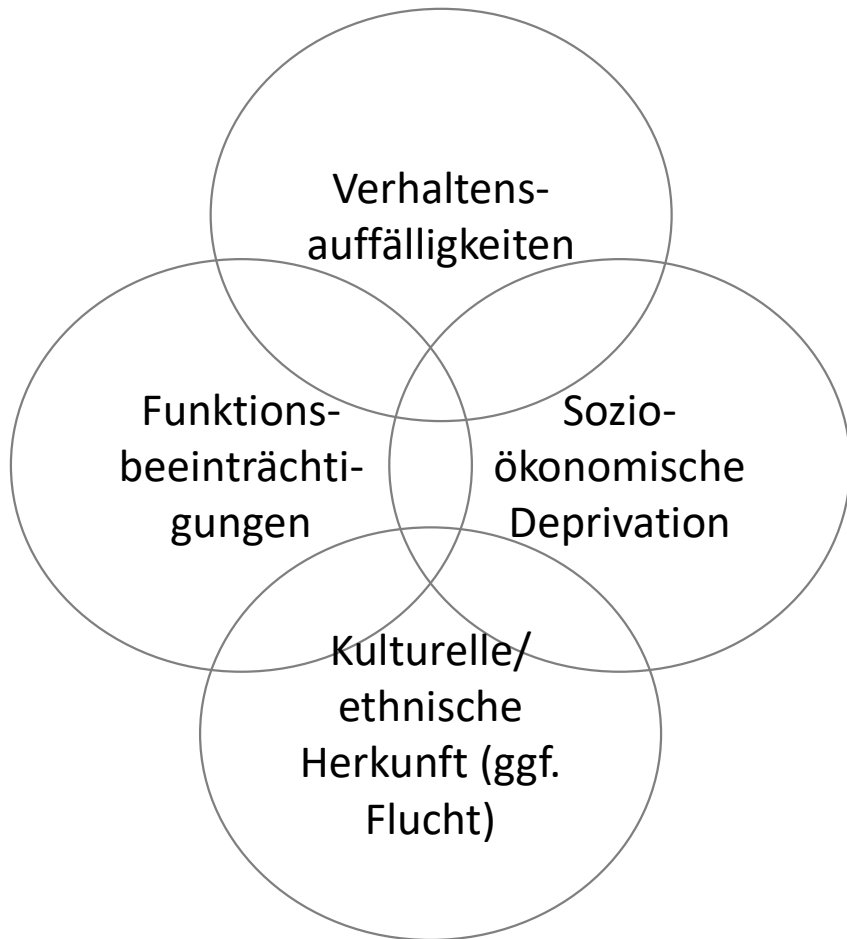 Verhaltens-
auffälligkeiten
Funktions-
beeinträchti-
gungen
Sozio-
ökonomische
Deprivation
Kulturelle/
ethnische
Herkunft (ggf.
Flucht)